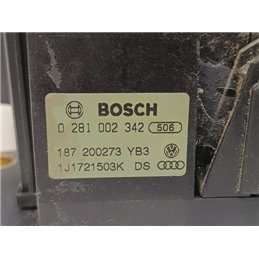 BOSCH
0 281 002 342 506
187 200273 YB3
1J1721503K DS